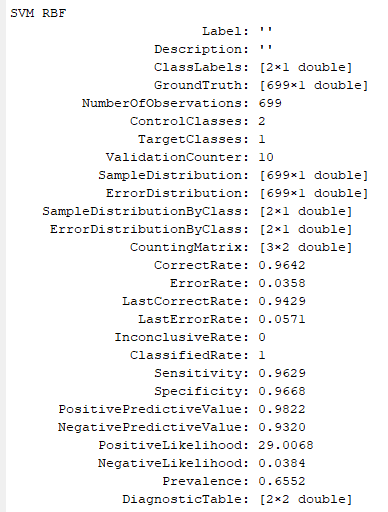 SVM RBF
Label: ''
Description: ''
ClassLabels: [2×1 double]
GroundTruth: [699×1 double]
NumberOfObservations: 699
ControlClasses: 2
TargetClasses: 1
ValidationCounter: 10
SampleDistribution: [699×1 double]
ErrorDistribution: [699×1 double]
SampleDistributionByClass: [2×1 double]
ErrorDistributionByClass: [2×1 double]
CountingMatrix: [3×2 double]
CorrectRate: 0.9642
ErrorRate: 0.0358
LastCorrectRate: 0.9429
LastErrorRate: 0.0571
InconclusiveRate: 0
ClassifiedRate: 1
Sensitivity: 0.9629
Specificity: 0.9668
PositivePredictiveValue: 0.9822
NegativePredictiveValue: 0.9320
PositiveLikelihood: 29.0068
NegativeLikelihood: 0.0384
Prevalence: 0.6552
DiagnosticTable: [2×2 double]